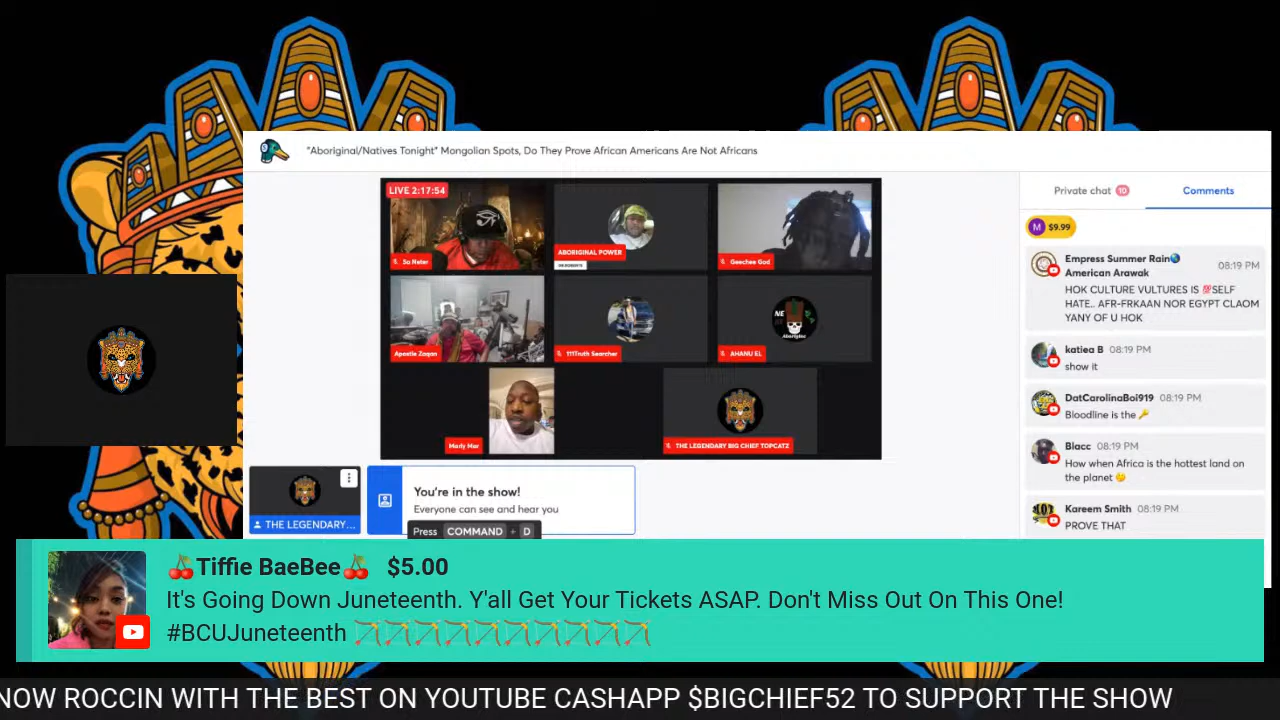 "Aboriginal/Natives Tonight" Mongolian Spots, Do They Prove African Americans Are Not Africans
LIVE 2:17:54
So Neter
ABORIGINAL POWER
Geechee God
Apostle Zaqan
111Truth Searcher
AHANU EL
Marly Mar
THE LEGENDARY BIG CHIEF TOPCATZ
Private chat 10
Comments
M $9.99
Empress Summer Rain🌎
American Arawak
08:19 PM
HOK CULTURE VULTURES IS 💯SELF
HATE.. AFR-FRKAAN NOR EGYPT CLAOM
YANY OF U HOK
katiea B 08:19 PM
show it
DatCarolinaBoi919 08:19 PM
Bloodline is the 🔑
Blacc 08:19 PM
How when Africa is the hottest land on
the planet 🤔
Kareem Smith 08:19 PM
PROVE THAT
THE LEGENDARY...
You're in the show!
Everyone can see and hear you
Press COMMAND + D
🍒Tiffie BaeBee🍒 $5.00
It's Going Down Juneteenth. Y'all Get Your Tickets ASAP. Don't Miss Out On This One!
#BCUJuneteenth 🏹🏹🏹🏹🏹🏹🏹🏹🏹🏹
NOW ROCCIN WITH THE BEST ON YOUTUBE CASHAPP $BIGCHIEF52 TO SUPPORT THE SHOW